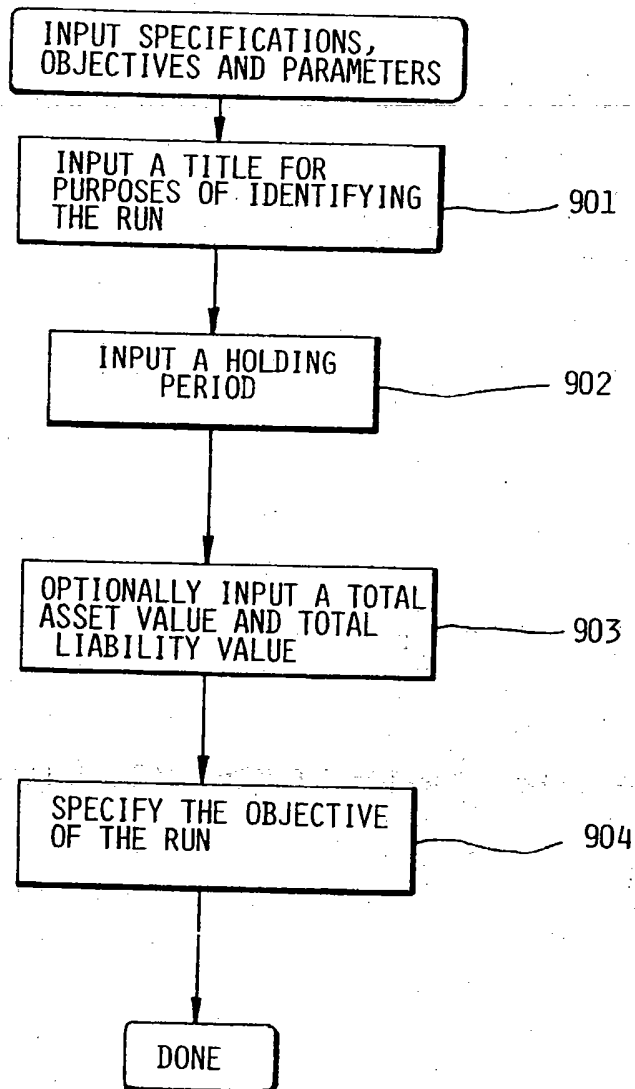 INPUT SPECIFICATIONS,
OBJECTIVES AND PARAMETERS
INPUT A TITLE FOR
PURPOSES OF IDENTIFYING
THE RUN
901
INPUT A HOLDING
PERIOD
902
OPTIONALLY INPUT A TOTAL
ASSET VALUE AND TOTAL
LIABILITY VALUE
903
SPECIFY THE OBJECTIVE
OF THE RUN
904
DONE